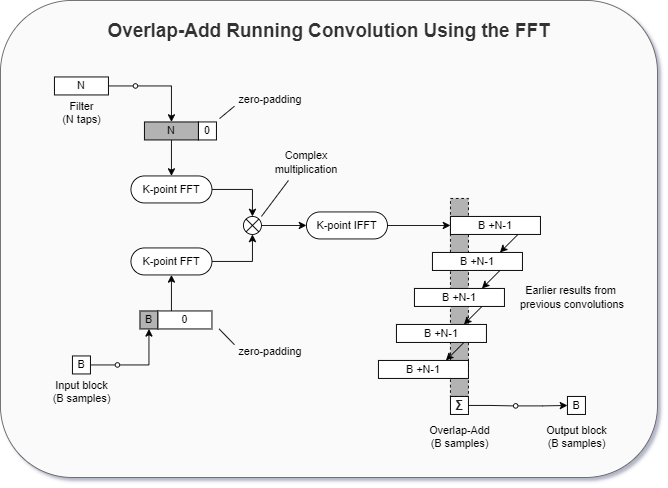 Overlap-Add Running Convolution Using the FFT
N
Filter
(N taps)
zero-padding
N
0
Complex
multiplication
K-point FFT
K-point IFFT
B +N-1
K-point FFT
B +N-1
B +N-1
Earlier results from
previous convolutions
B
0
B +N-1
zero-padding
B
B +N-1
Input block
(B samples)
Σ
B
Overlap-Add
(B samples)
Output block
(B samples)